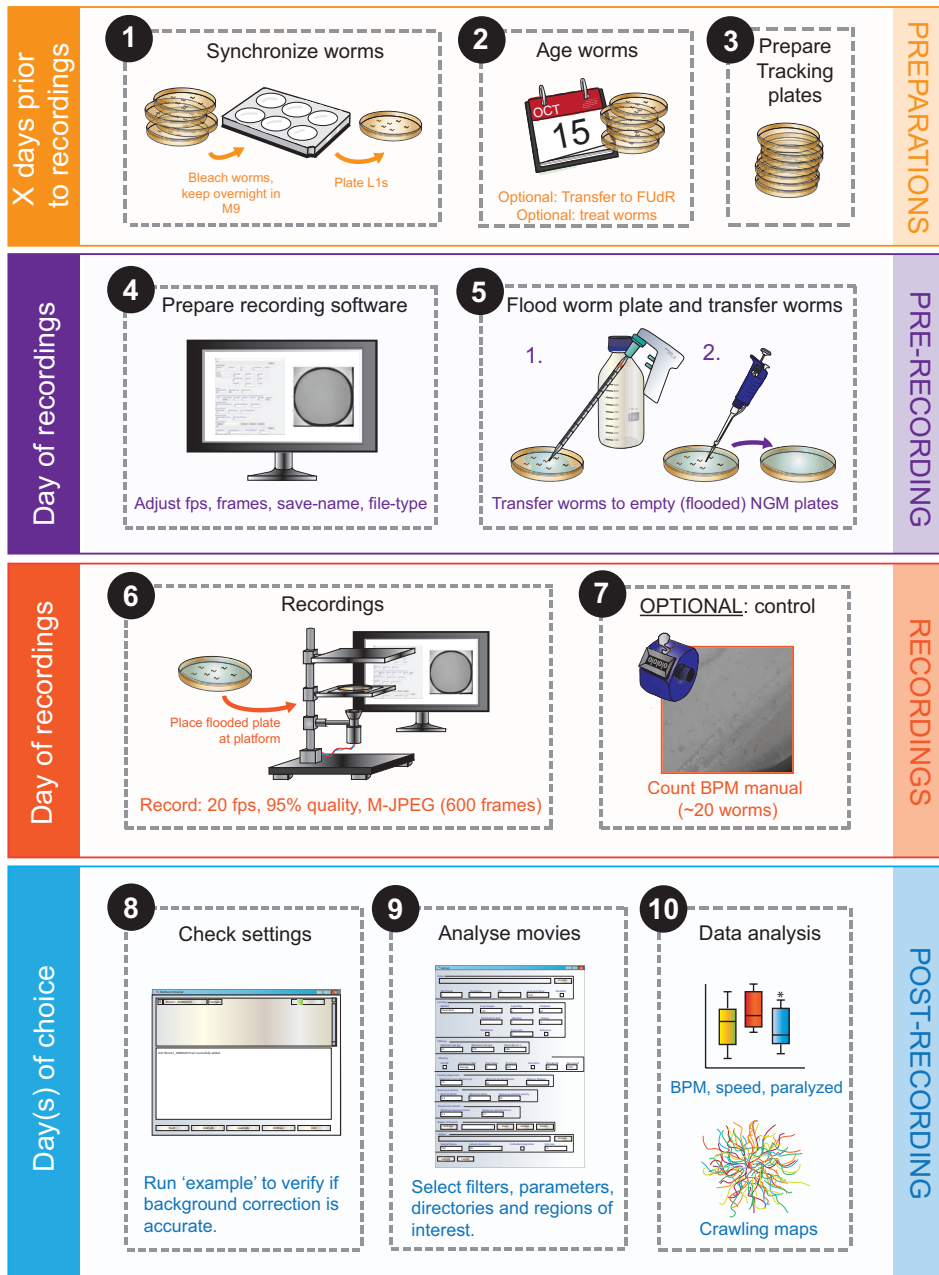 X days prior
to recordings
PREPARATIONS
1
Synchronize worms
Bleach worms,
keep overnight in
M9
Plate L1s
2
Age worms
OCT
15
Optional: Transfer to FUdR
Optional: treat worms
3
Prepare
Tracking
plates
Day of recordings
PRE-RECORDING
4
Prepare recording software
Adjust fps, frames, save-name, file-type
5
Flood worm plate and transfer worms
1.
2.
Transfer worms to empty (flooded) NGM plates
Day of recordings
RECORDINGS
6
Recordings
Place flooded plate
at platform
Record: 20 fps, 95% quality, M-JPEG (600 frames)
7
OPTIONAL: control
0000
Count BPM manual
(~20 worms)
Day(s) of choice
POST-RECORDING
8
Check settings
Run ‘example’ to verify if
background correction is
accurate.
9
Analyse movies
Select filters, parameters,
directories and regions of
interest.
10
Data analysis
*
BPM, speed, paralyzed
Crawling maps